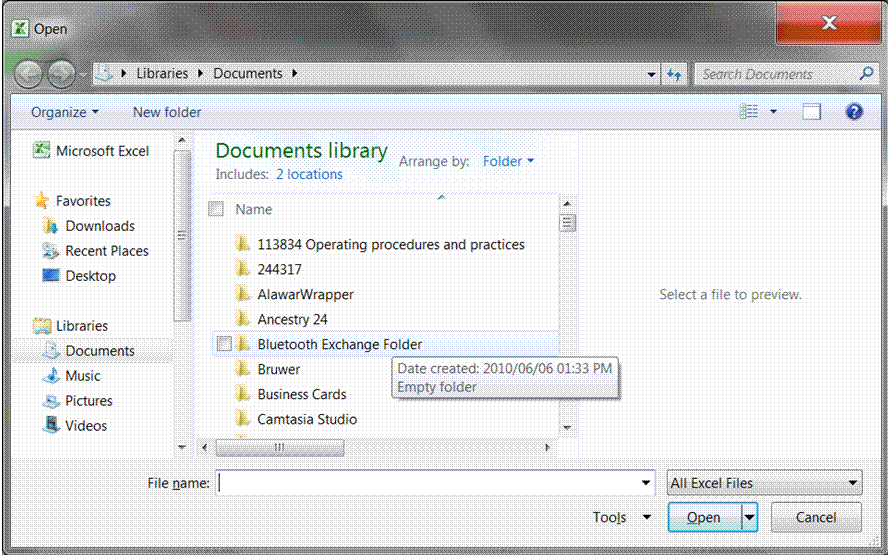 Open
Libraries Documents
Search Documents
Organize New folder
Microsoft Excel
Favorites
Downloads
Recent Places
Desktop
Libraries
Documents
Music
Pictures
Videos
Documents library
Includes: 2 locations
Arrange by: Folder
Name
113834 Operating procedures and practices
244317
AlawarWrapper
Ancestry 24
Bluetooth Exchange Folder
Bruwer
Business Cards
Camtasia Studio
Date created: 2010/06/06 01:33 PM
Empty folder
Select a file to preview.
File name:
All Excel Files
Tools Open Cancel